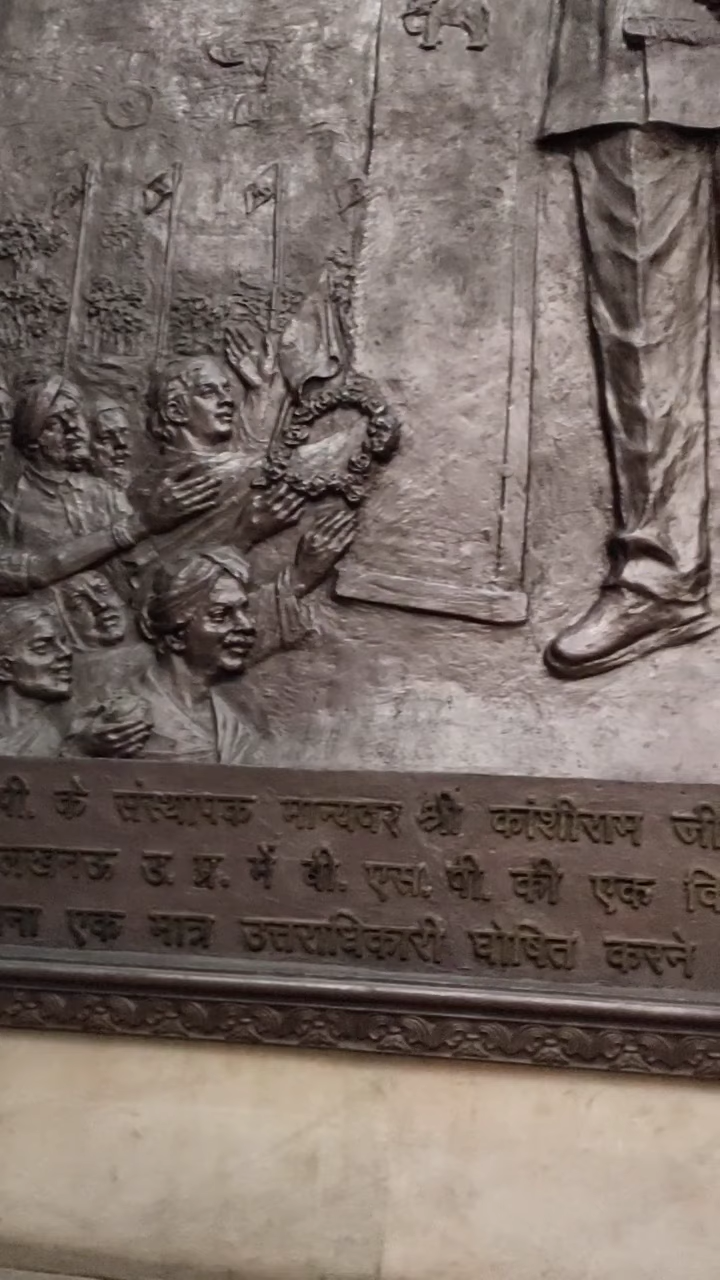 पी. के संस्थापक मान्यवर श्री कांशीराम जी
लखनऊ उ. प्र. में बी. एस. पी. की एक वि
ना एक मात्र उत्तराधिकारी घोषित करने